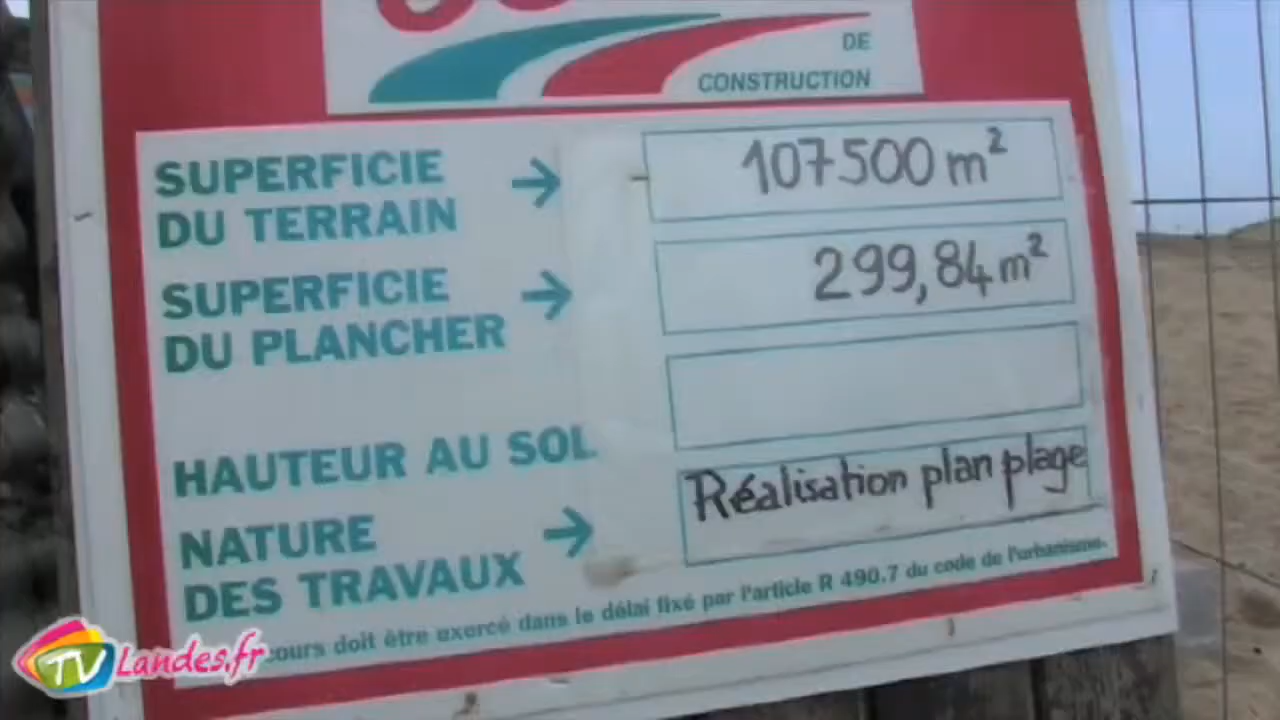 DE
CONSTRUCTION
SUPERFICIE
DU TERRAIN
107500 m²
SUPERFICIE
DU PLANCHER
299,84 m²
HAUTEUR AU SOL
NATURE
DES TRAVAUX
Réalisation plan plage
doit être exercé dans le délai fixé par l'article R 490.7 du code de l'urbanisme.
TV Landes.fr